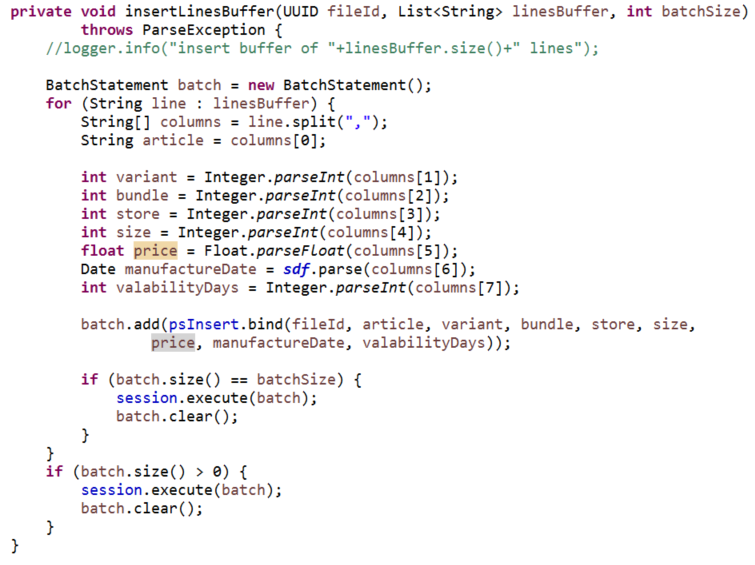 private void insertLinesBuffer(UUID fileId, List<String> linesBuffer, int batchSize)
        throws ParseException {
    //logger.info("insert buffer of "+linesBuffer.size()+" lines");

    BatchStatement batch = new BatchStatement();
    for (String line : linesBuffer) {
        String[] columns = line.split(",");
        String article = columns[0];

        int variant = Integer.parseInt(columns[1]);
        int bundle = Integer.parseInt(columns[2]);
        int store = Integer.parseInt(columns[3]);
        int size = Integer.parseInt(columns[4]);
        float price = Float.parseFloat(columns[5]);
        Date manufactureDate = sdf.parse(columns[6]);
        int valabilityDays = Integer.parseInt(columns[7]);

        batch.add(psInsert.bind(fileId, article, variant, bundle, store, size,
                price, manufactureDate, valabilityDays));

        if (batch.size() == batchSize) {
            session.execute(batch);
            batch.clear();
        }
    }
    if (batch.size() > 0) {
        session.execute(batch);
        batch.clear();
    }
}